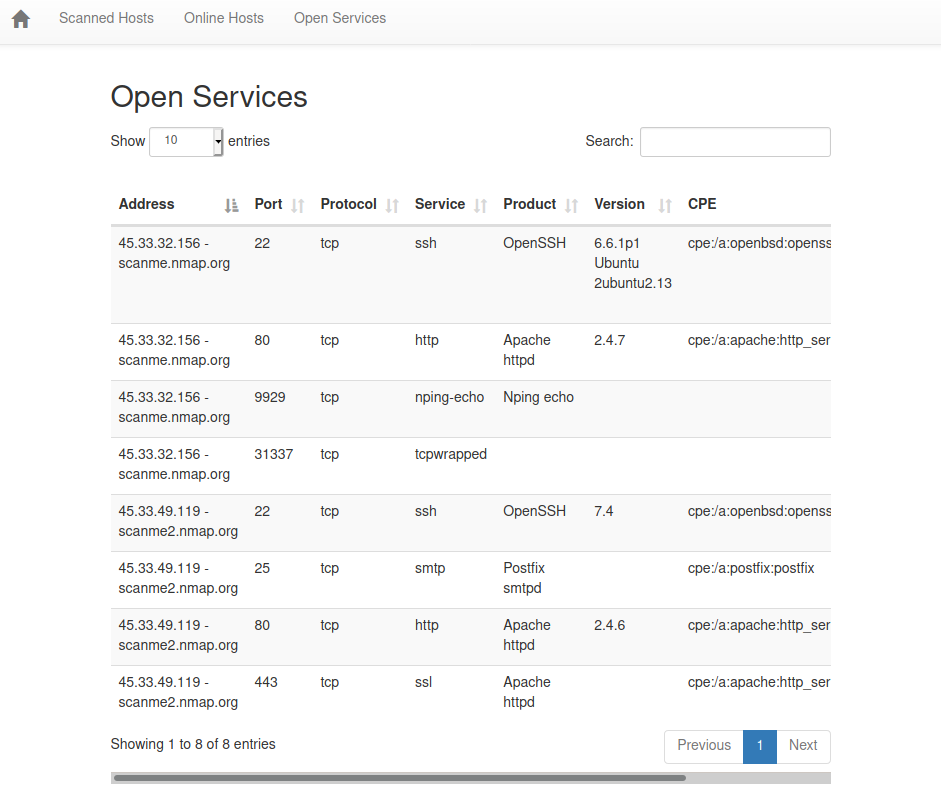 Scanned Hosts Online Hosts Open Services
Open Services
Show 10 entries Search:
Address Port Protocol Service Product Version CPE
45.33.32.156 - 22 tcp ssh OpenSSH 6.6.1p1 cpe:/a:openbsd:openss
scanme.nmap.org Ubuntu
2ubuntu2.13
45.33.32.156 - 80 tcp http Apache 2.4.7 cpe:/a:apache:http_ser
scanme.nmap.org httpd
45.33.32.156 - 9929 tcp nping-echo Nping echo
scanme.nmap.org
45.33.32.156 - 31337 tcp tcpwrapped
scanme.nmap.org
45.33.49.119 - 22 tcp ssh OpenSSH 7.4 cpe:/a:openbsd:openss
scanme2.nmap.org
45.33.49.119 - 25 tcp smtp Postfix cpe:/a:postfix:postfix
scanme2.nmap.org smtpd
45.33.49.119 - 80 tcp http Apache 2.4.6 cpe:/a:apache:http_ser
scanme2.nmap.org httpd
45.33.49.119 - 443 tcp ssl Apache cpe:/a:apache:http_ser
scanme2.nmap.org httpd
Showing 1 to 8 of 8 entries Previous 1 Next